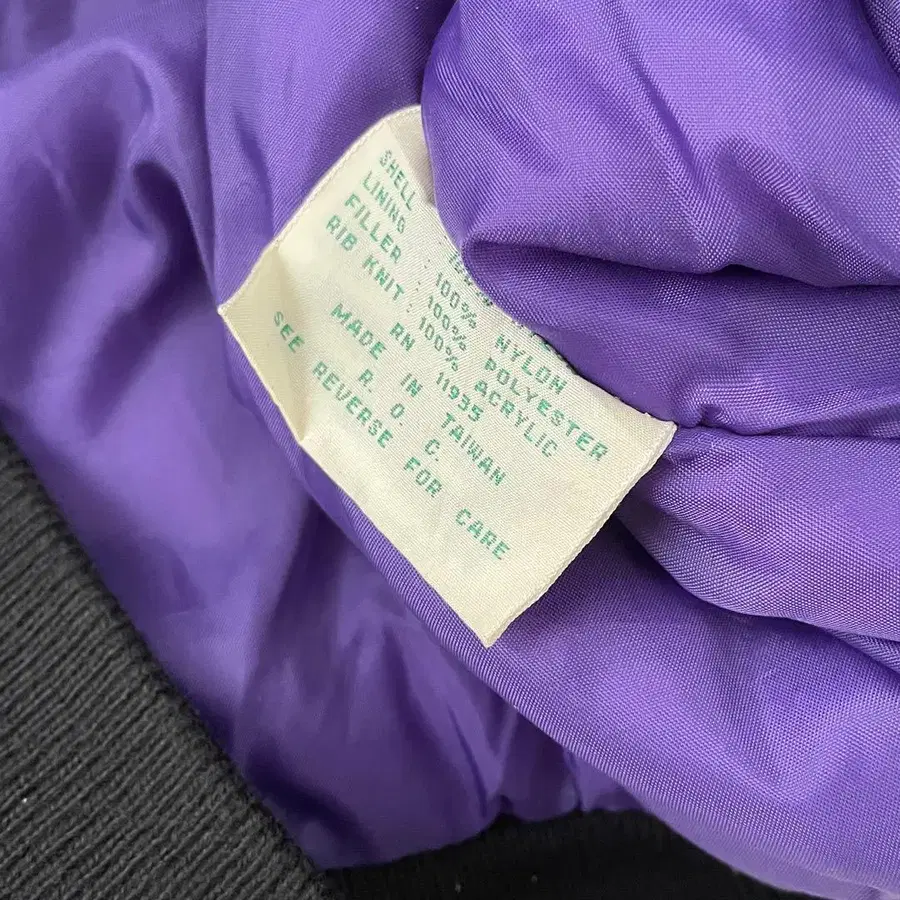 SHELL
LINING : 100% NYLON
FILLER : 100% POLYESTER
RIB KNIT : 100% ACRYLIC
RN 11935
MADE IN TAIWAN
R. O. C.
SEE REVERSE FOR CARE